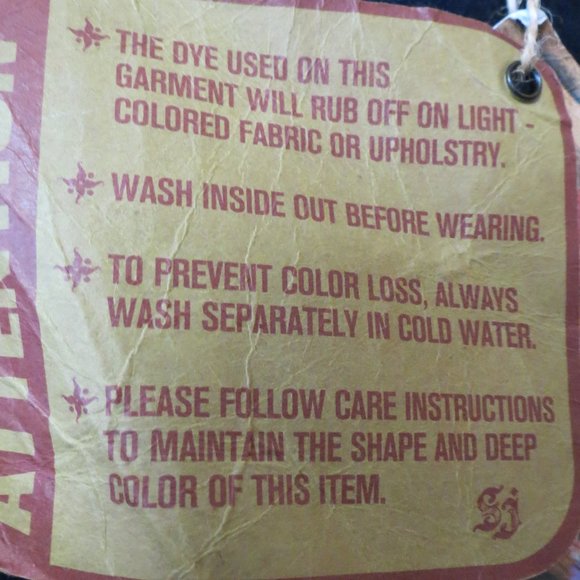 THE DYE USED ON THIS
GARMENT WILL RUB OFF ON LIGHT -
COLORED FABRIC OR UPHOLSTRY.
WASH INSIDE OUT BEFORE WEARING.
TO PREVENT COLOR LOSS, ALWAYS
WASH SEPARATELY IN COLD WATER.
PLEASE FOLLOW CARE INSTRUCTIONS
TO MAINTAIN THE SHAPE AND DEEP
COLOR OF THIS ITEM.